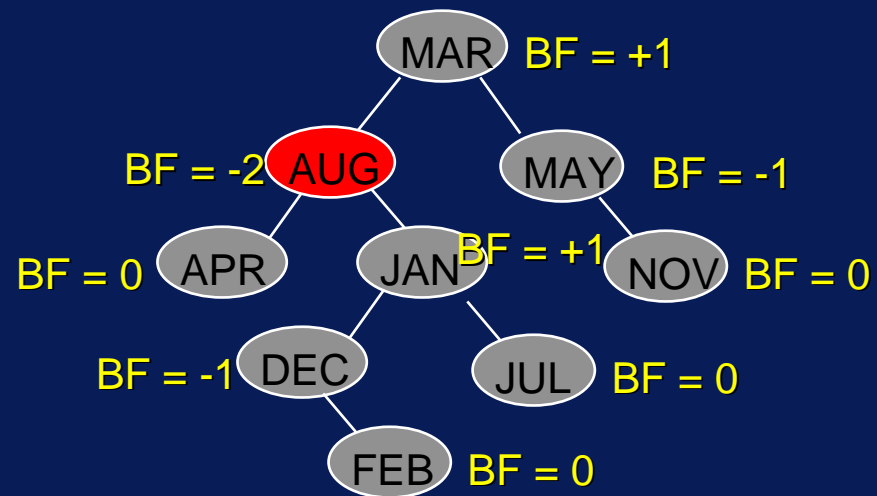 MAR BF = +1
BF = -2 AUG MAY BF = -1
BF = 0 APR JAN BF = +1 NOV BF = 0
BF = -1 DEC JUL BF = 0
FEB BF = 0